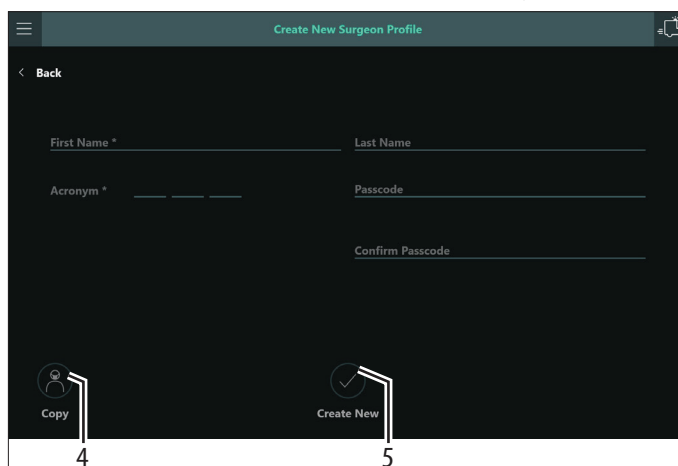 Create New Surgeon Profile
< Back
First Name *
Last Name
Acronym *
Passcode
Confirm Passcode
Copy
Create New
4
5